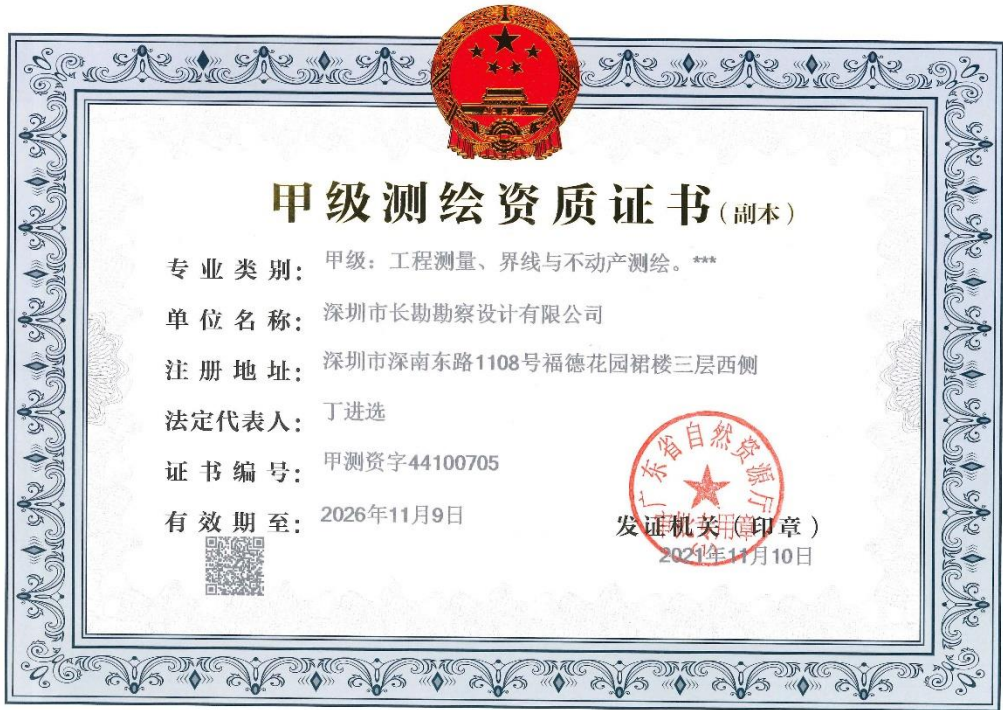 甲级测绘资质证书(副本)
专业类别: 甲级：工程测量、界线与不动产测绘。***
单位名称: 深圳市长勘勘察设计有限公司
注册地址: 深圳市深南东路1108号福德花园裙楼三层西侧
法定代表人: 丁进选
证书编号: 甲测资字44100705
有效期至: 2026年11月9日
广东省自然资源厅
审批专用章
(1)
发证机关(印章)
2021年11月10日